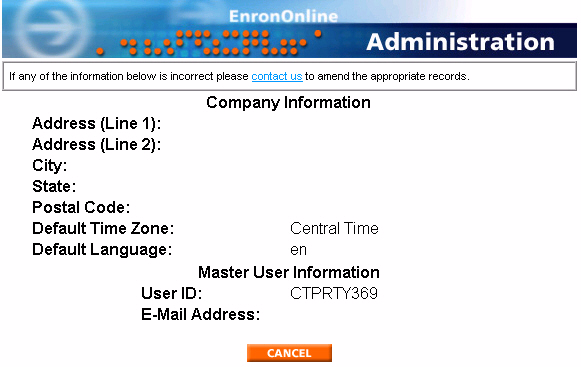 EnronOnline
Administration
If any of the information below is incorrect please contact us to amend the appropriate records.
Company Information
Address (Line 1):
Address (Line 2):
City:
State:
Postal Code:
Default Time Zone: Central Time
Default Language: en
Master User Information
User ID: CTPRTY369
E-Mail Address:
CANCEL